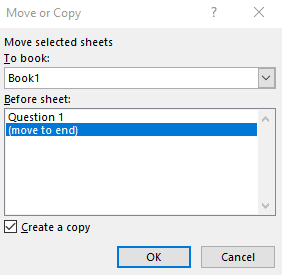 Move or Copy ? ×
Move selected sheets
To book:
Book1
Before sheet:
Question 1
(move to end)
Create a copy
OK Cancel